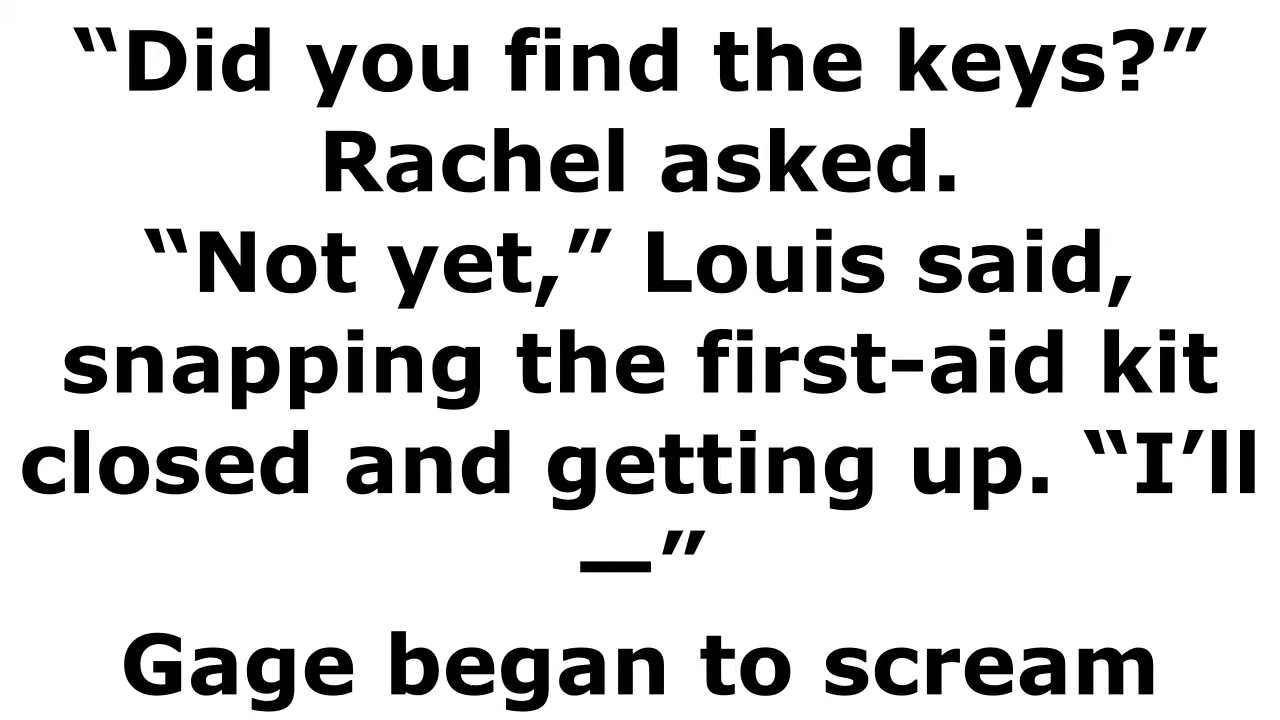 “Did you find the keys?”
Rachel asked.
“Not yet,” Louis said,
snapping the first-aid kit
closed and getting up. “I’ll
—”
Gage began to scream